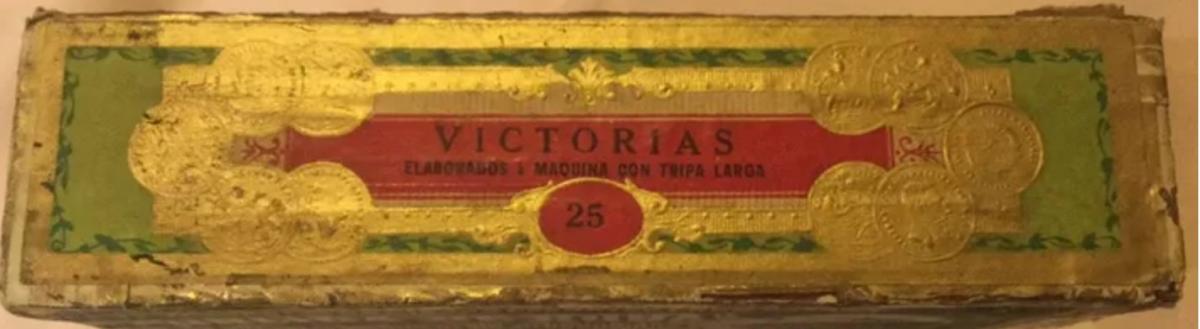 VICTORIAS
ELABORADOS A MAQUINA CON TRIPA LARGA
25